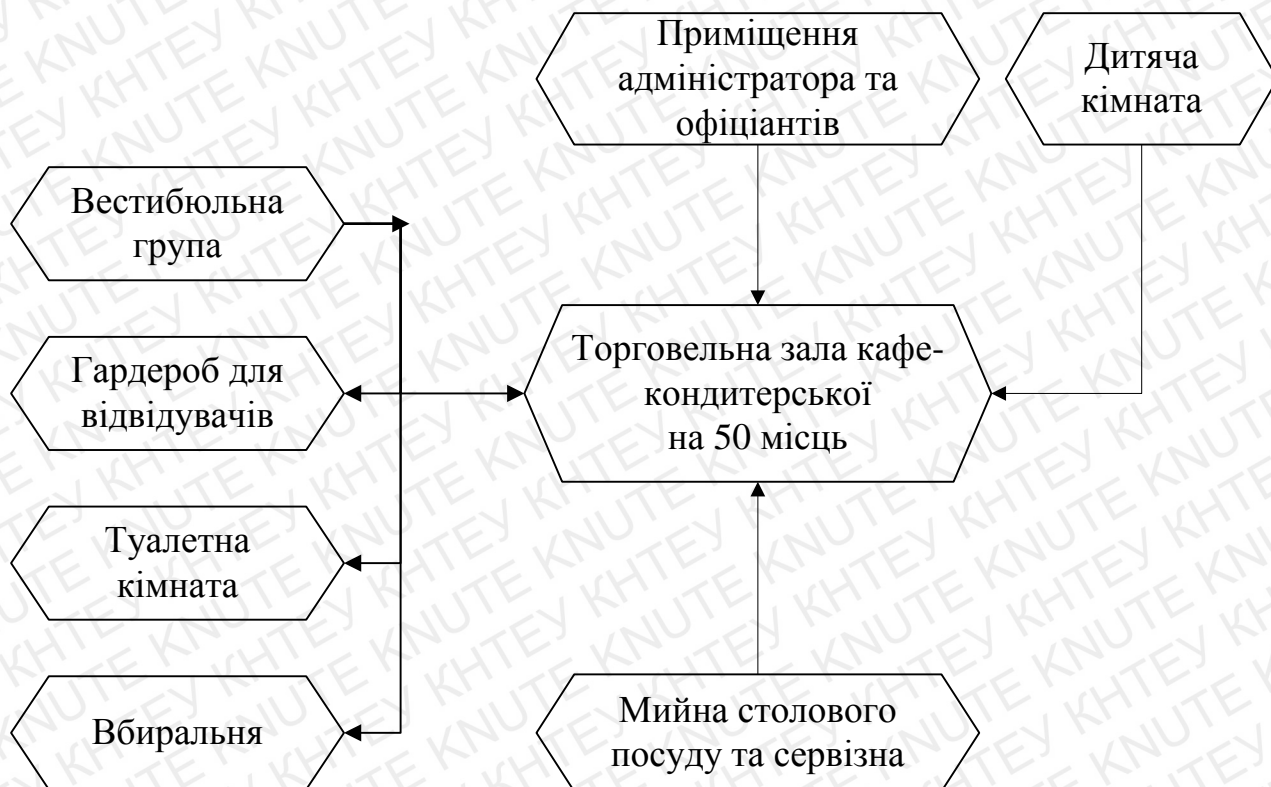 Приміщення
адміністратора та
офіціантів
Дитяча
кімната
Вестибюльна
група
Гардероб для
відвідувачів
Торговельна зала кафе-
кондитерської
на 50 місць
Туалетна
кімната
Вбиральня
Мийна столового
посуду та сервізна